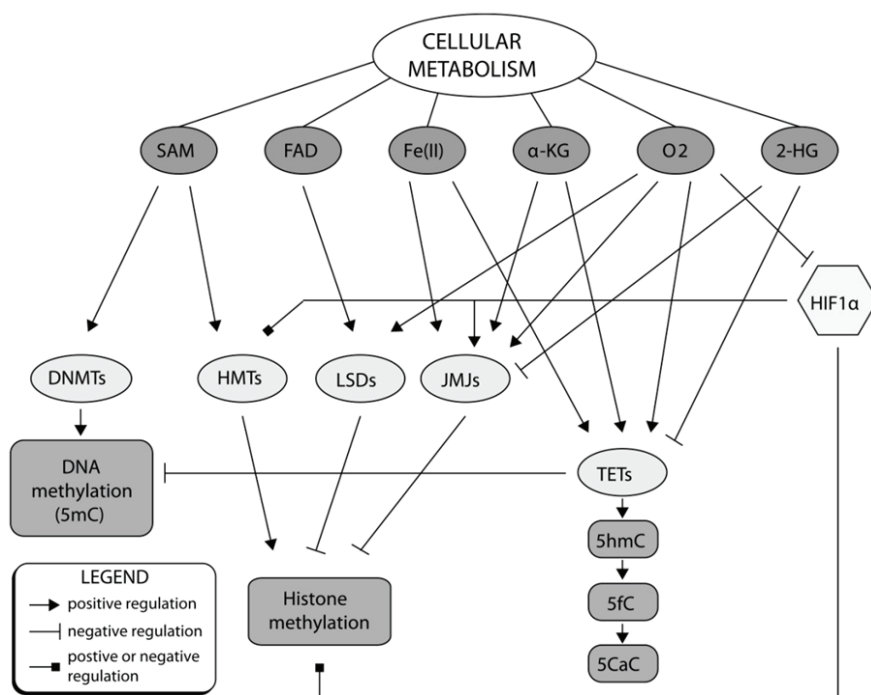 CELLULAR
METABOLISM
SAM
FAD
Fe(II)
α-KG
O2
2-HG
HIF1α
DNMTs
HMTs
LSDs
JMJs
DNA
methylation
(5mC)
TETs
5hmC
5fC
5CaC
Histone
methylation
LEGEND
positive regulation
negative regulation
postive or negative
regulation